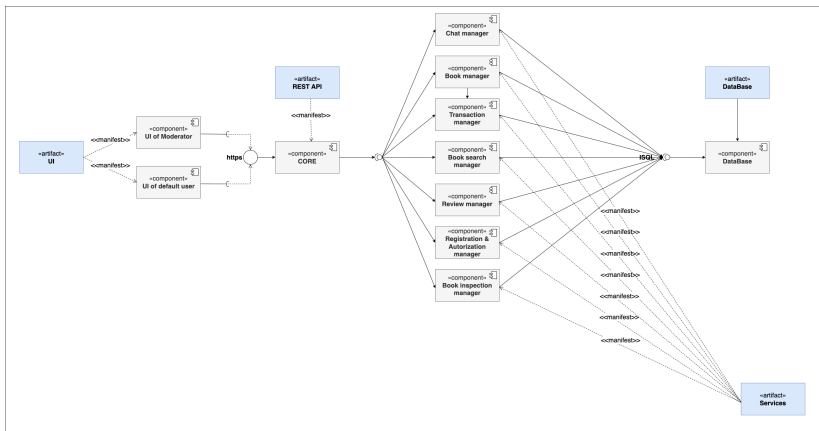 «component»
Chat manager
«artifact»
REST API
«component»
Book manager
«artifact»
DataBase
<<manifest>>
«component»
Transaction
manager
«component»
UI of Moderator
<<manifest>>
«artifact»
UI
<<manifest>>
https
«component»
CORE
«component»
Book search
manager
ISQL
«component»
DataBase
«component»
UI of default user
«component»
Review manager
«component»
Registration &
Autorization
manager
«component»
Book inspection
manager
<<manifest>>
<<manifest>>
<<manifest>>
<<manifest>>
<<manifest>>
<<manifest>>
<<manifest>>
«artifact»
Services